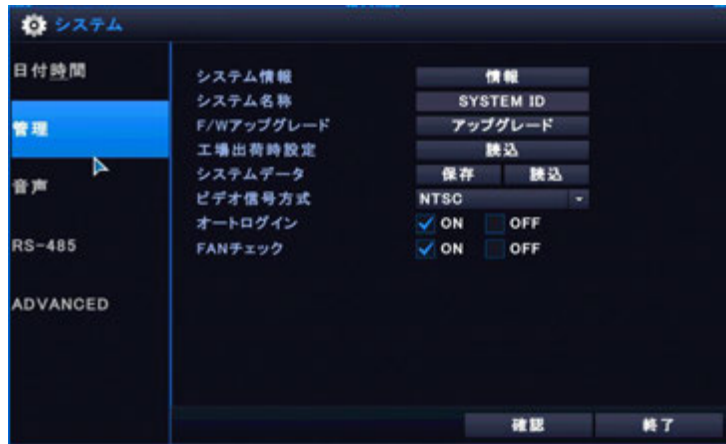 システム
日付時間
管理
音声
RS-485
ADVANCED
システム情報 情報
システム名称 SYSTEM ID
F/Wアップグレード アップグレード
工場出荷時設定 読込
システムデータ 保存 読込
ビデオ信号方式 NTSC
オートログイン ON OFF
FANチェック ON OFF
確認 終了